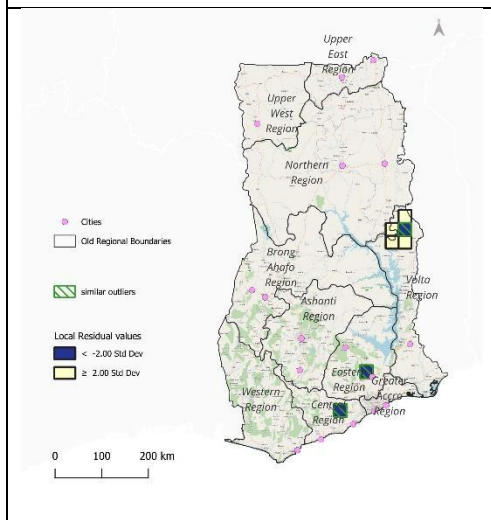 Upper
East
Region
Upper
West
Region
Northern
Region
Cities
Old Regional Boundaries
Brong
Ahafo
Region
Volta
Region
similar outliers
Ashanti
Region
Local Residual values
< -2.00 Std Dev
≥ 2.00 Std Dev
Eastern
Region
Greater
Accra
Region
Western
Region
Central
Region
0 100 200 km